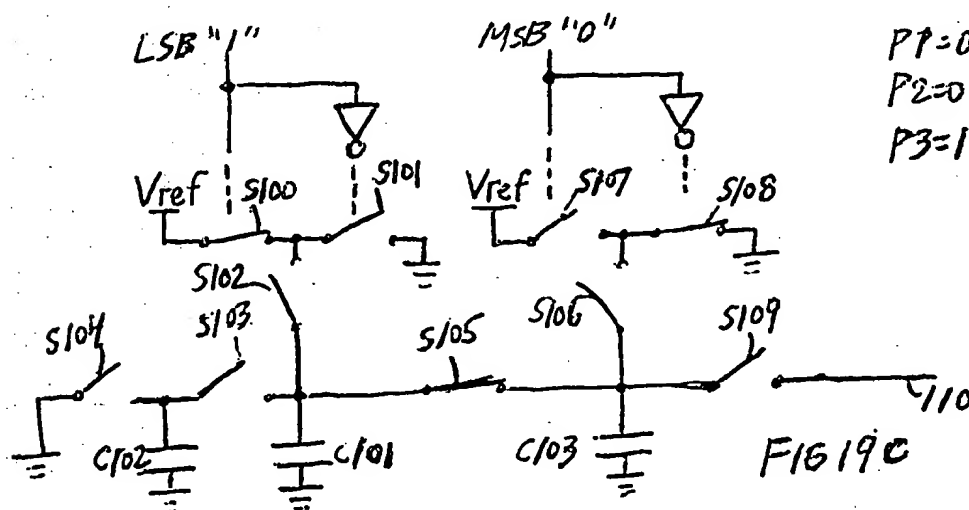 LSB "1"
MSB "0"
P1=0
P2=0
P3=1
Vref
S100
S101
Vref
S107
S108
S102
S106
S104
S103
S105
S109
110
C102
C101
C103
FIG 19C